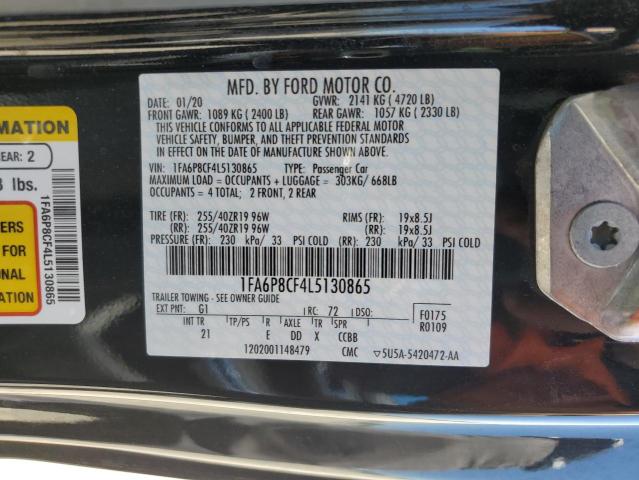 MFD. BY FORD MOTOR CO.
DATE: 01/20 GVWR: 2141 KG ( 4720 LB)
FRONT GAWR: 1089 KG ( 2400 LB) REAR GAWR: 1057 KG ( 2330 LB)
THIS VEHICLE CONFORMS TO ALL APPLICABLE FEDERAL MOTOR
VEHICLE SAFETY, BUMPER, AND THEFT PREVENTION STANDARDS
IN EFFECT ON THE DATE OF MANUFACTURE SHOWN ABOVE.
VIN: 1FA6P8CF4L5130865 TYPE: Passenger Car
MAXIMUM LOAD = OCCUPANTS + LUGGAGE = 303KG/ 668LB
OCCUPANTS = 4 TOTAL; 2 FRONT, 2 REAR
TIRE (FR): 255/40ZR19 96W RIMS (FR): 19x8.5J
(RR): 255/40ZR19 96W (RR): 19x8.5J
PRESSURE (FR): 230 kPa/ 33 PSI COLD (RR): 230 kPa/ 33 PSI COLD
1FA6P8CF4L5130865
TRAILER TOWING - SEE OWNER GUIDE
EXT PNT: G1 RC: 72 DSO: F0175
INT TR TP/PS R AXLE TR SPR R0109
21 E DD X CCBB
1202001148479 CMC 5U5A-5420472-AA
MATION
EAR: 2
lbs.
ERS
FOR
ONAL
ATION
1FA6P8CF4L5130865